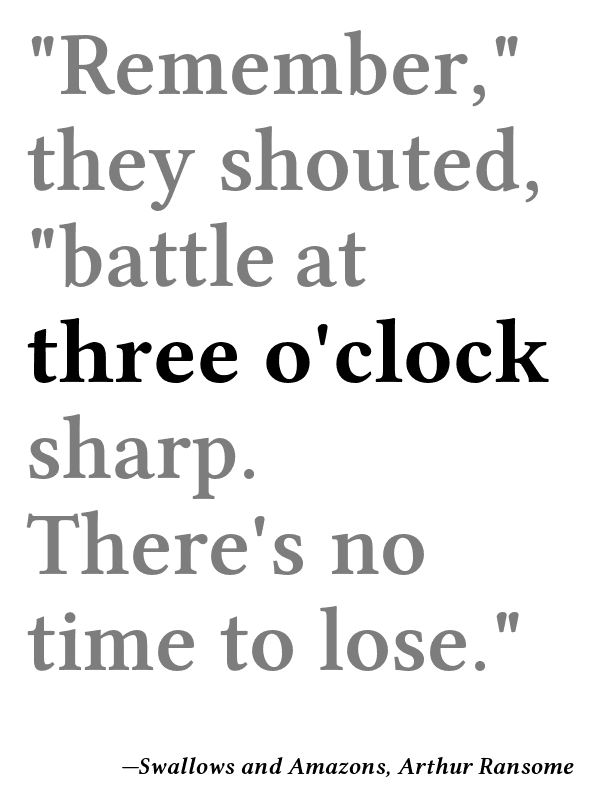 "Remember,"
they shouted,
"battle at
three o'clock
sharp.
There's no
time to lose."
—Swallows and Amazons, Arthur Ransome